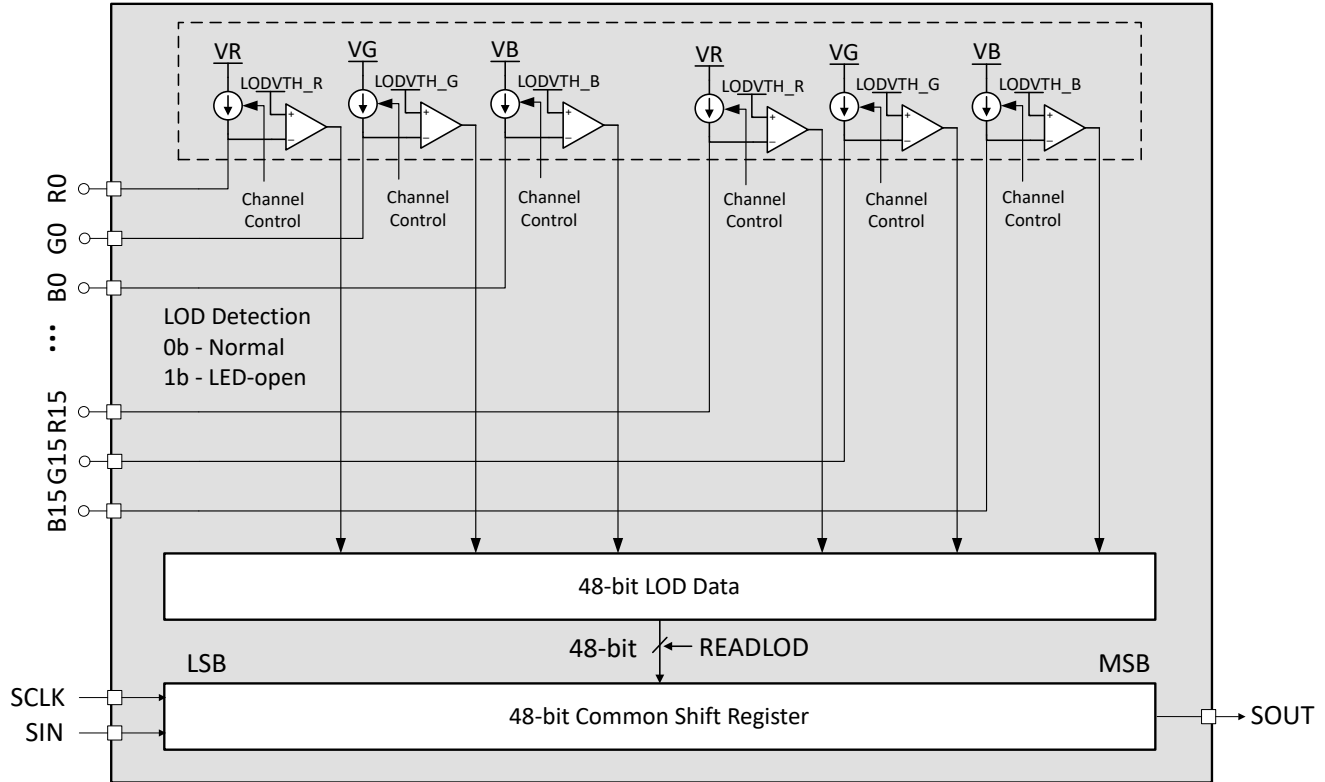 VR
VG
VB
VR
VG
VB
LODVTH_R
LODVTH_G
LODVTH_B
LODVTH_R
LODVTH_G
LODVTH_B
+
−
+
−
+
−
+
−
+
−
+
−
Channel
Control
Channel
Control
Channel
Control
Channel
Control
Channel
Control
Channel
Control
R0
G0
B0
...
R15
G15
B15
LOD Detection
0b - Normal
1b - LED-open
48-bit LOD Data
48-bit
READLOD
LSB
MSB
SCLK
SIN
48-bit Common Shift Register
SOUT